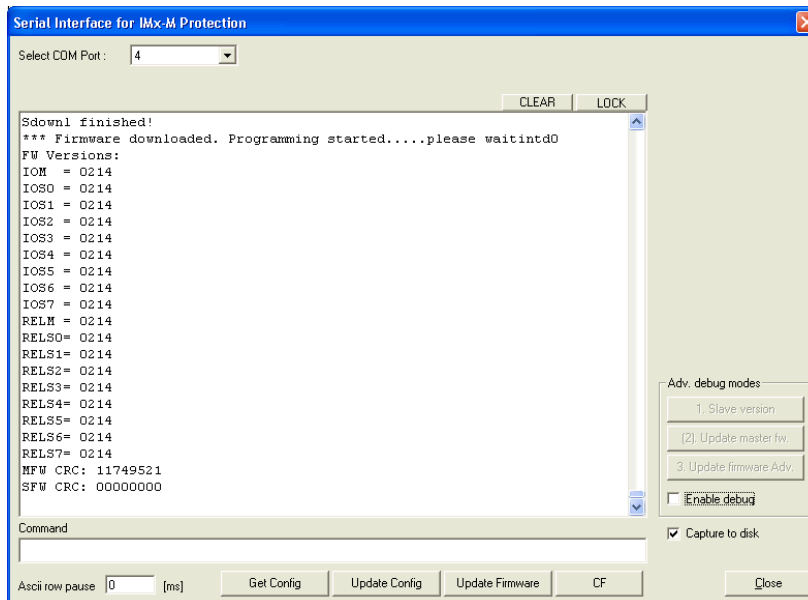 Serial Interface for IMx-M Protection
Select COM Port : 4
CLEAR LOCK
Sdownl finished!
*** Firmware downloaded. Programming started.....please waitintd0
FW Versions:
IOM  = 0214
IOS0 = 0214
IOS1 = 0214
IOS2 = 0214
IOS3 = 0214
IOS4 = 0214
IOS5 = 0214
IOS6 = 0214
IOS7 = 0214
RELM = 0214
RELS0= 0214
RELS1= 0214
RELS2= 0214
RELS3= 0214
RELS4= 0214
RELS5= 0214
RELS6= 0214
RELS7= 0214
MFW CRC: 11749521
SFW CRC: 00000000
Adv. debug modes
1. Slave version
(2). Update master fw.
3. Update firmware Adv.
Enable debug
Capture to disk
Command
Ascii row pause 0 [ms] Get Config Update Config Update Firmware CF Close